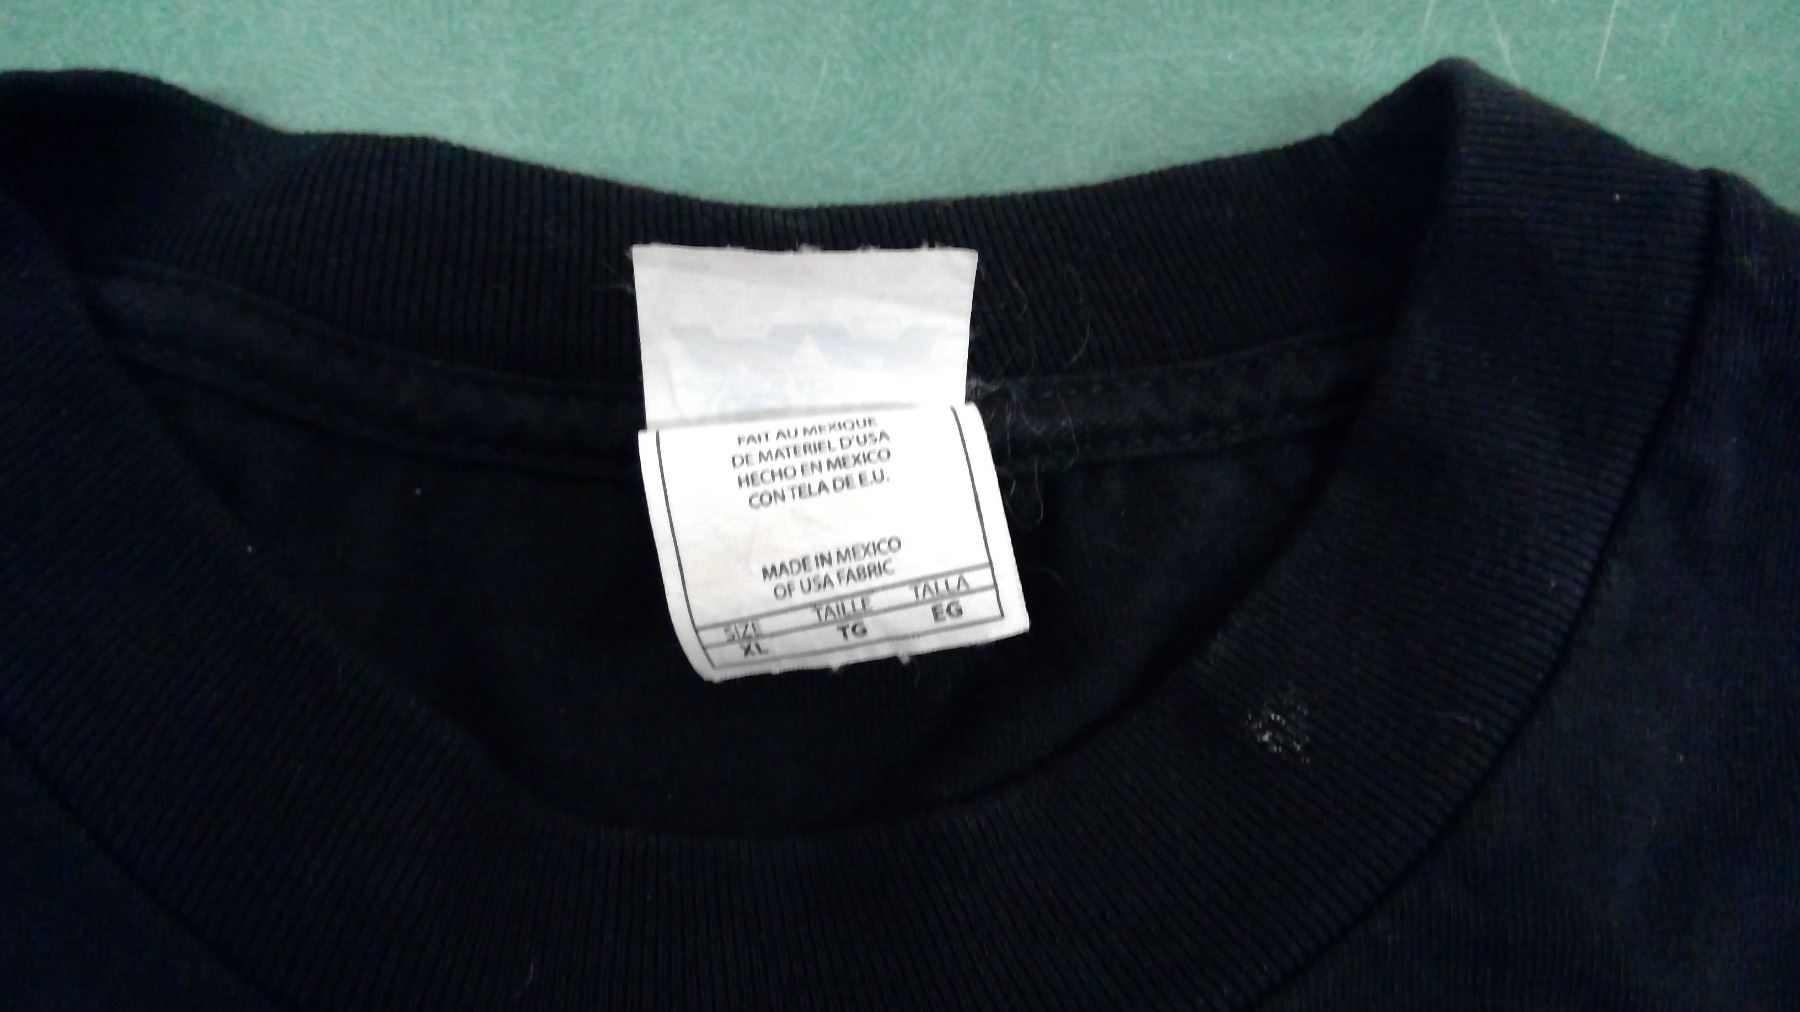 FAIT AU MEXIQUE
DE MATERIEL D'USA
HECHO EN MEXICO
CON TELA DE E.U.
MADE IN MEXICO
OF USA FABRIC
SIZE TAILLE TALLA
XL TG EG